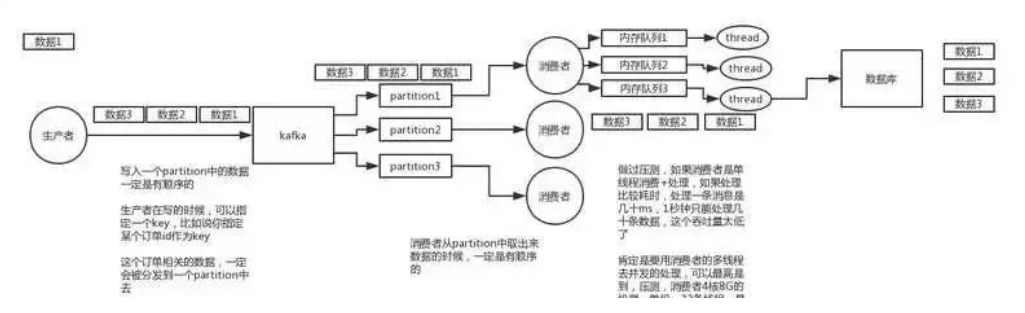 数据1
生产者
数据3
数据2
数据1
kafka
写入一个partition中的数据
一定是有顺序的
生产者在写的时候，可以指
定一个key，比如说你指定
某个订单id作为key
这个订单相关的数据，一定
会被分发到一个partition中
去
数据3
数据2
数据1
partition1
partition2
partition3
消费者
消费者
消费者
消费者从partition中取出来
数据的时候，一定是有顺序
的
内存队列1
thread
内存队列2
thread
内存队列3
thread
数据3
数据2
数据1
做过压测，如果消费者是单
线程消费+处理，如果处理
比较耗时，处理一条消息是
几十ms，1秒钟只能处理几
十条数据，这个吞吐量太低
了
肯定是要用消费者的多线程
去并发的处理，可以最高是
到，压测，消费者4核8G的
数据库
数据1
数据2
数据3